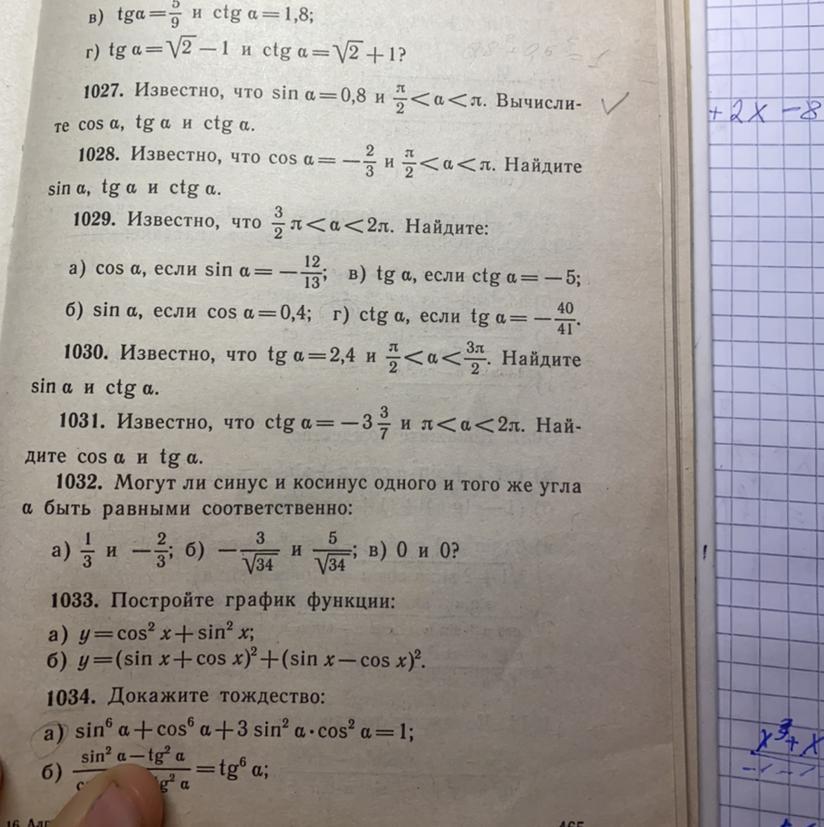 в) tgα=5/9 и ctg α=1,8;
г) tg α=√2−1 и ctg α=√2+1?
1027. Известно, что sin α=0,8 и π/2<α<π. Вычисли-
те cos α, tg α и ctg α.
1028. Известно, что cos α=−2/3 и π/2<α<π. Найдите
sin α, tg α и ctg α.
1029. Известно, что 3/2 π<α<2π. Найдите:
а) cos α, если sin α=−12/13; в) tg α, если ctg α=−5;
б) sin α, если cos α=0,4; г) ctg α, если tg α=−40/41.
1030. Известно, что tg α=2,4 и π/2<α<3π/2. Найдите
sin α и ctg α.
1031. Известно, что ctg α=−3 3/7 и π<α<2π. Най-
дите cos α и tg α.
1032. Могут ли синус и косинус одного и того же угла
α быть равными соответственно:
а) 1/3 и −2/3; б) −3/√34 и 5/√34; в) 0 и 0?
1033. Постройте график функции:
а) y=cos² x+sin² x;
б) y=(sin x+cos x)²+(sin x−cos x)².
1034. Докажите тождество:
а) sin⁶ α+cos⁶ α+3 sin² α·cos² α=1;
б) sin² α−tg² α =tg⁶ α;
+2x −8
x³+x